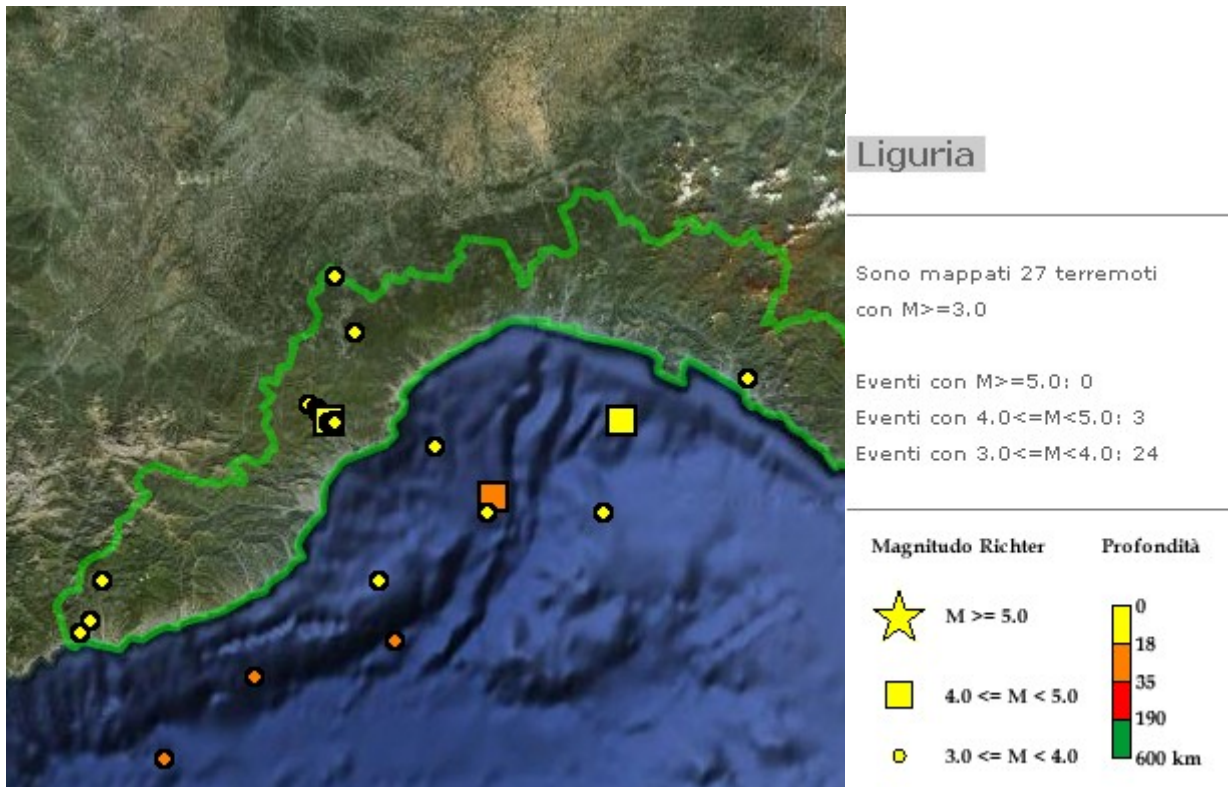 Liguria
Sono mappati 27 terremoti
con M>=3.0
Eventi con M>=5.0: 0
Eventi con 4.0<=M<5.0: 3
Eventi con 3.0<=M<4.0: 24
Magnitudo Richter
Profondità
M >= 5.0
4.0 <= M < 5.0
3.0 <= M < 4.0
0
18
35
190
600 km